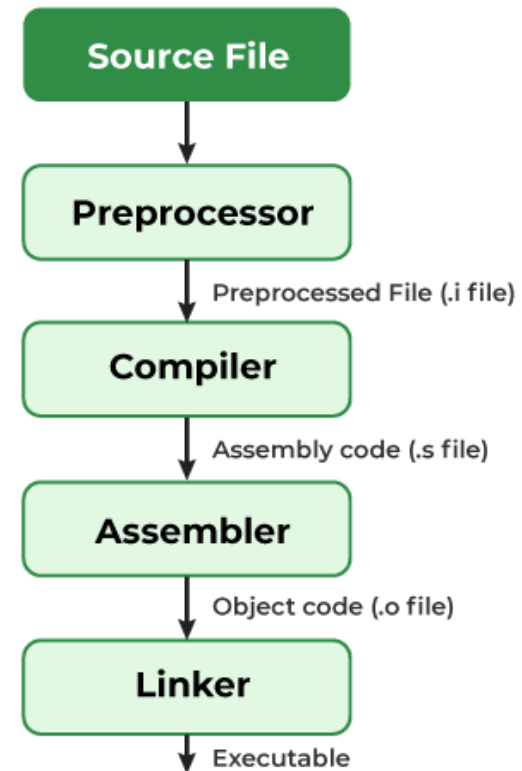 Source File
Preprocessor
Preprocessed File (.i file)
Compiler
Assembly code (.s file)
Assembler
Object code (.o file)
Linker
Executable